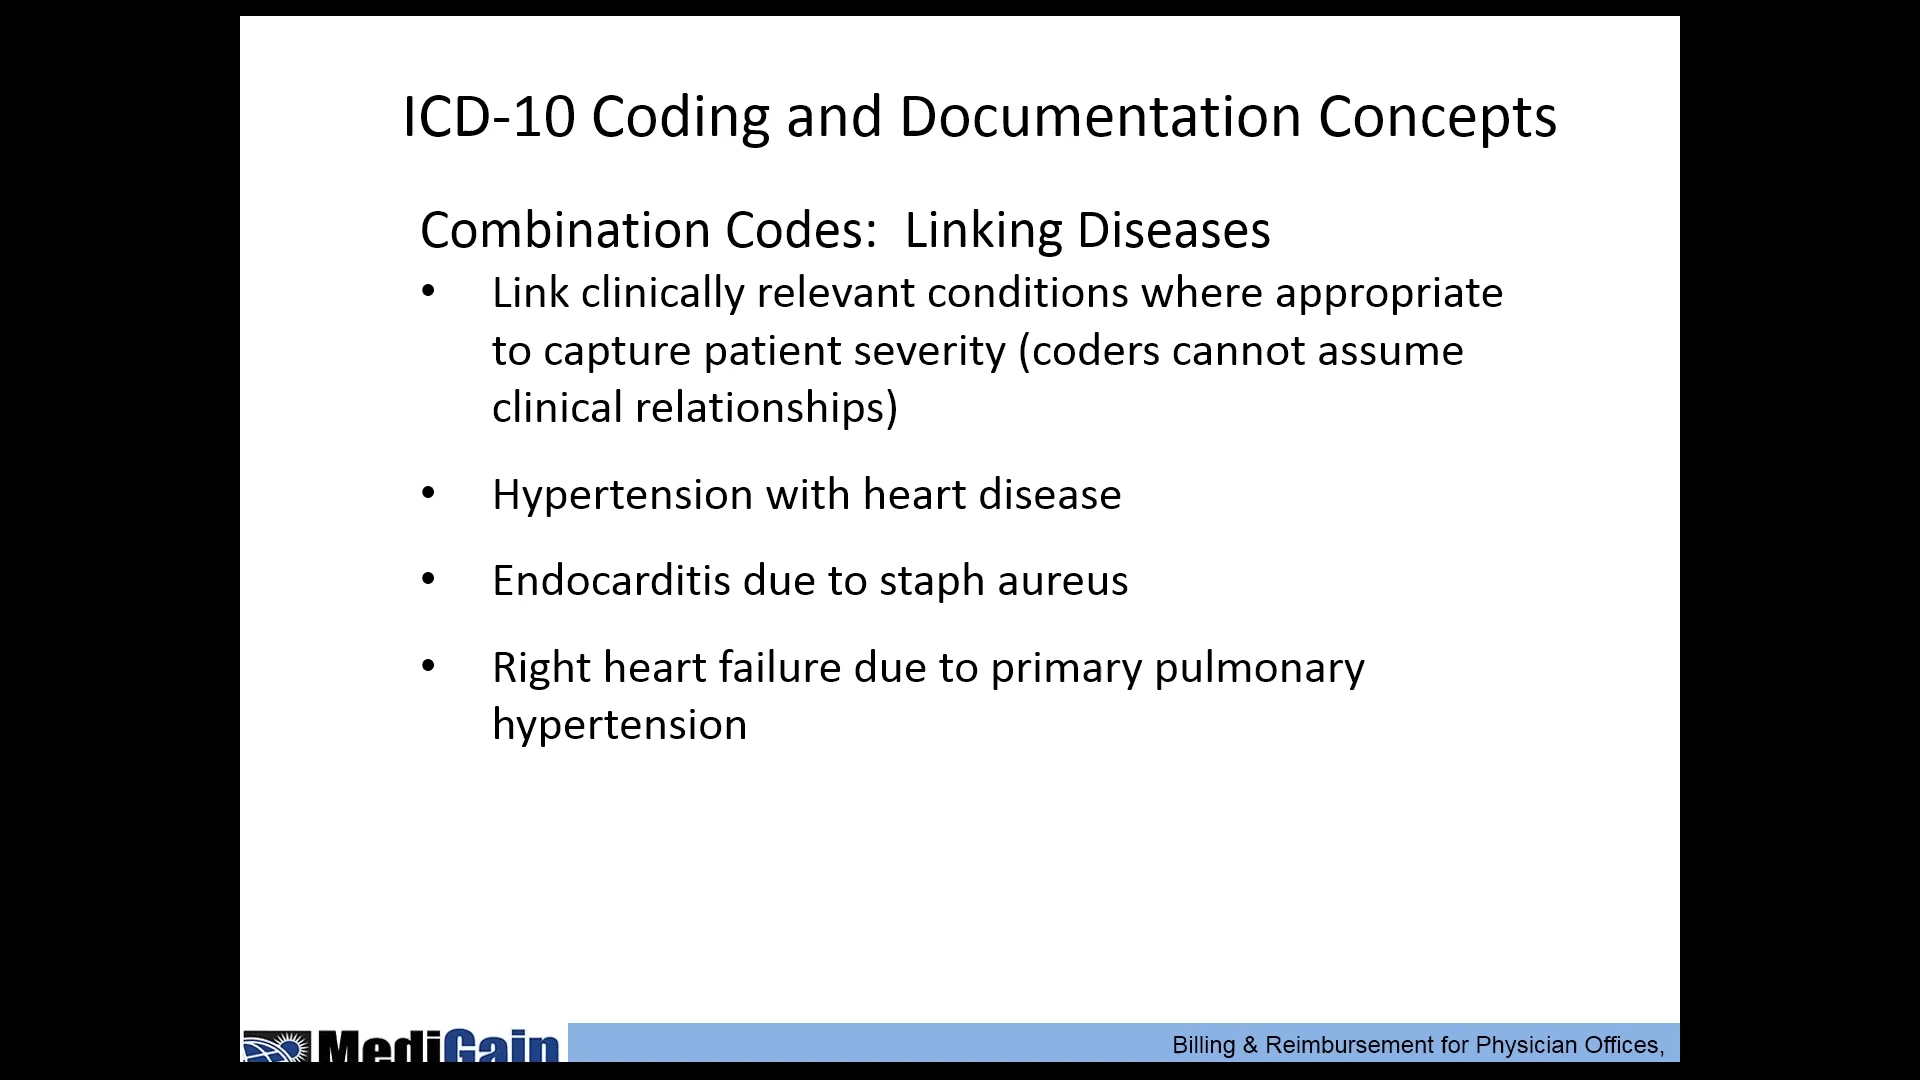 ICD-10 Coding and Documentation Concepts
Combination Codes:  Linking Diseases
• Link clinically relevant conditions where appropriate
to capture patient severity (coders cannot assume
clinical relationships)
• Hypertension with heart disease
• Endocarditis due to staph aureus
• Right heart failure due to primary pulmonary
hypertension
MediGain
Billing & Reimbursement for Physician Offices,